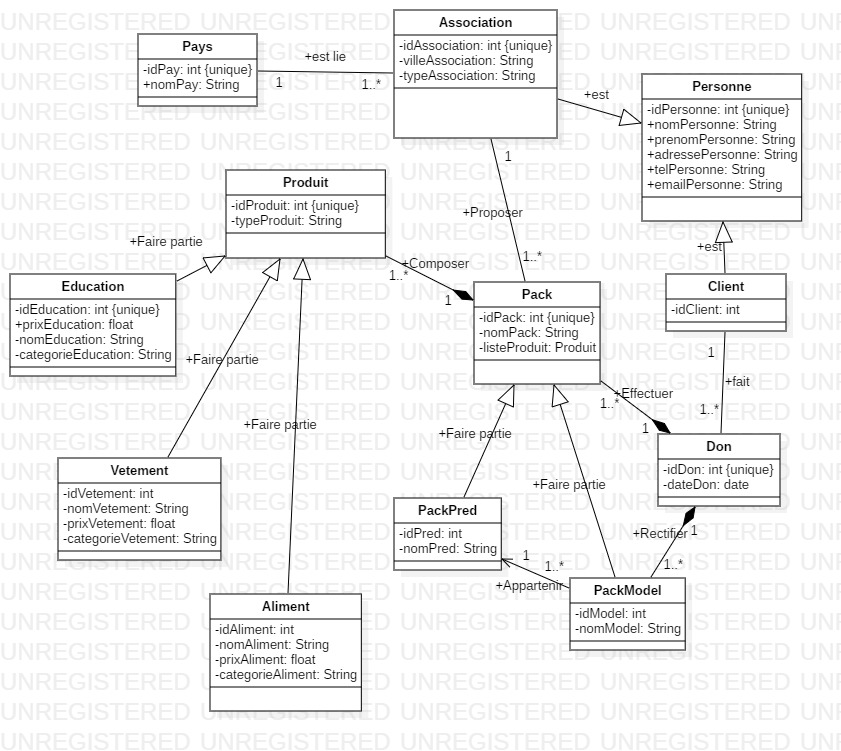 UNREGISTERED
Association
-idAssociation: int {unique}
-villeAssociation: String
-typeAssociation: String
Pays
-idPay: int {unique}
+nomPay: String
+est lie
1
1..*
+est
Personne
-idPersonne: int {unique}
+nomPersonne: String
+prenomPersonne: String
+adressePersonne: String
+telPersonne: String
+emailPersonne: String
1
+Proposer
1..*
Produit
-idProduit: int {unique}
-typeProduit: String
+Faire partie
+Composer
1..*
1
+est
Education
-idEducation: int {unique}
+prixEducation: float
-nomEducation: String
-categorieEducation: String
Pack
-idPack: int {unique}
-nomPack: String
-listeProduit: Produit
Client
-idClient: int
1
+fait
1..*
+Faire partie
+Faire partie
+Faire partie
+Effectuer
1..*
1
Don
-idDon: int {unique}
-dateDon: date
Vetement
-idVetement: int
-nomVetement: String
-prixVetement: float
-categorieVetement: String
+Faire partie
PackPred
-idPred: int
-nomPred: String
+Rectifier
1
1..*
1
1..*
+Appartenir
PackModel
-idModel: int
-nomModel: String
Aliment
-idAliment: int
-nomAliment: String
-prixAliment: float
-categorieAliment: String